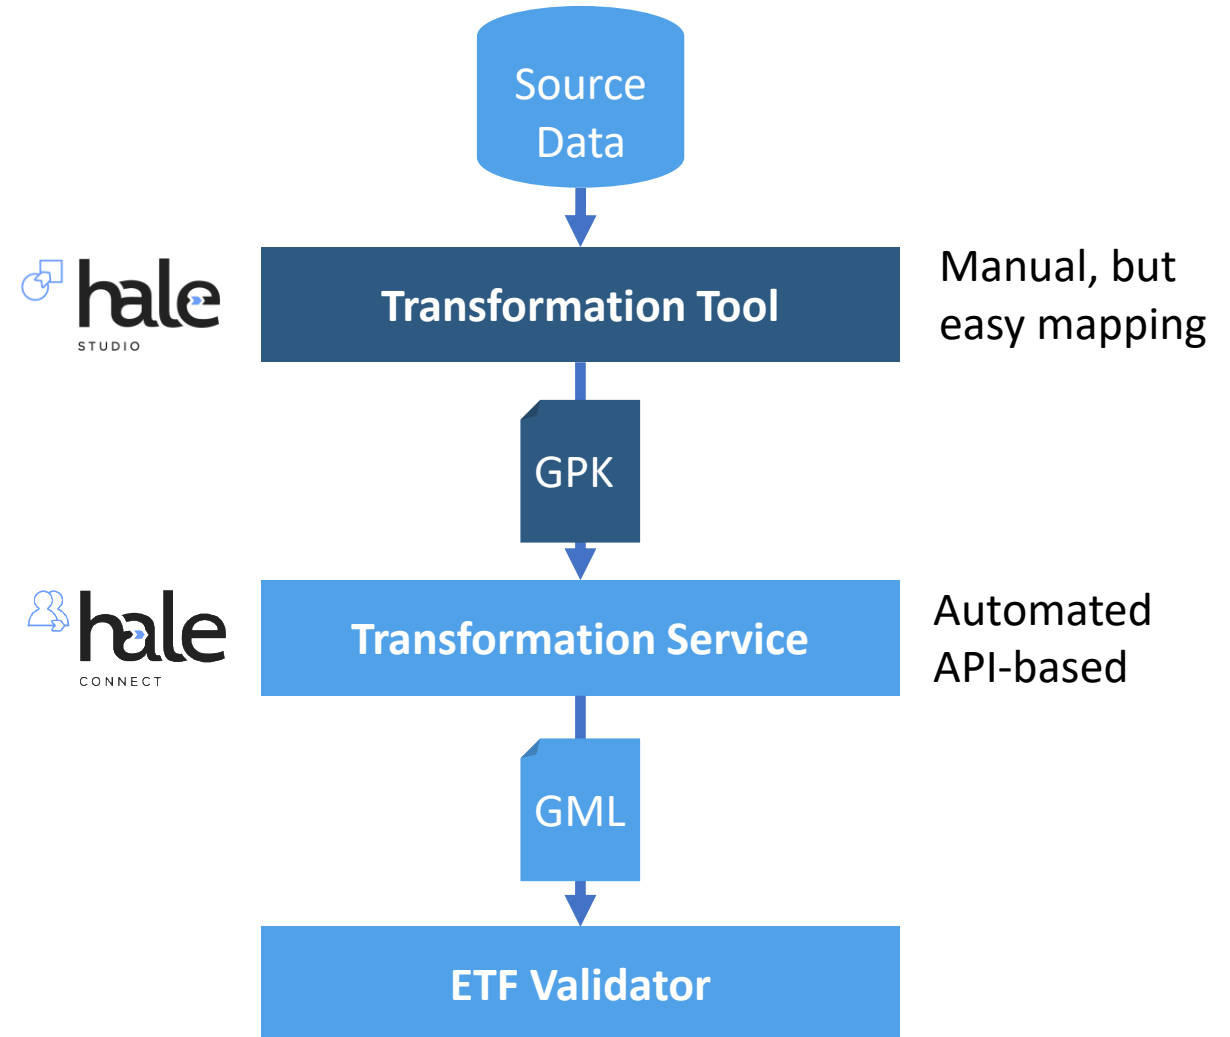 Source
Data
hale
STUDIO
Transformation Tool
Manual, but
easy mapping
GPK
hale
CONNECT
Transformation Service
Automated
API-based
GML
ETF Validator